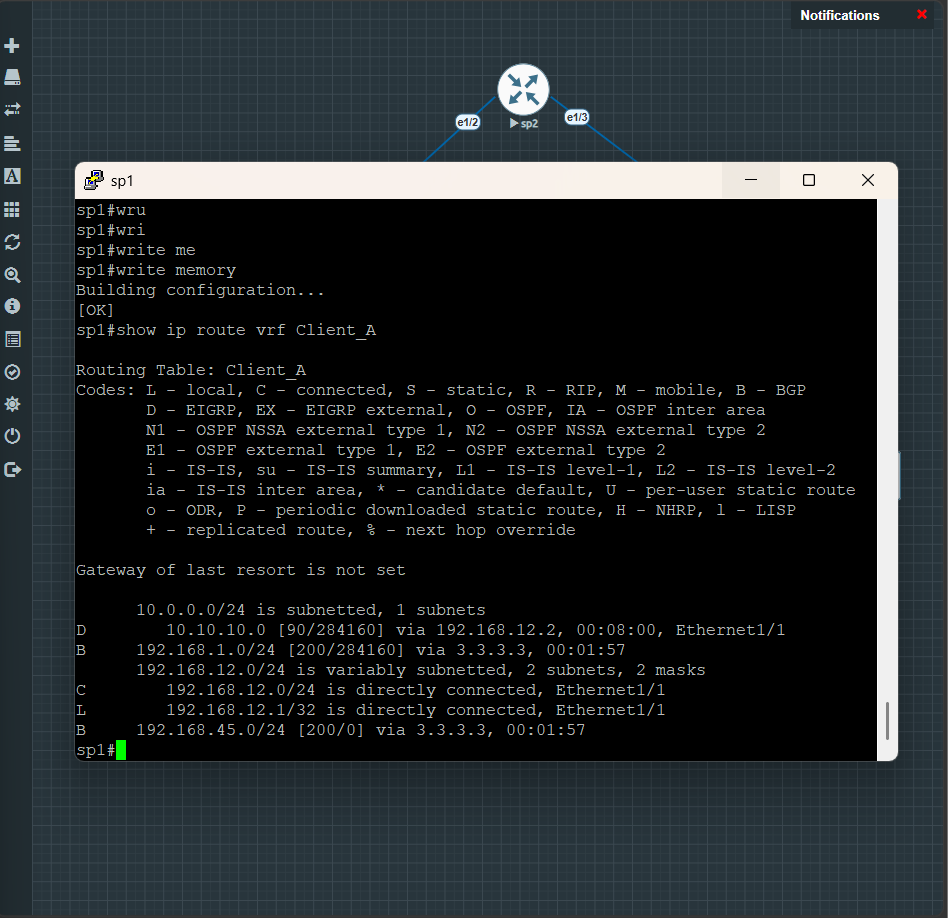 Notifications
e1/2
e1/3
sp2
sp1
sp1#wru
sp1#wri
sp1#write me
sp1#write memory
Building configuration...
[OK]
sp1#show ip route vrf Client_A
Routing Table: Client_A
Codes: L - local, C - connected, S - static, R - RIP, M - mobile, B - BGP
       D - EIGRP, EX - EIGRP external, O - OSPF, IA - OSPF inter area
       N1 - OSPF NSSA external type 1, N2 - OSPF NSSA external type 2
       E1 - OSPF external type 1, E2 - OSPF external type 2
       i - IS-IS, su - IS-IS summary, L1 - IS-IS level-1, L2 - IS-IS level-2
       ia - IS-IS inter area, * - candidate default, U - per-user static route
       o - ODR, P - periodic downloaded static route, H - NHRP, l - LISP
       + - replicated route, % - next hop override
Gateway of last resort is not set
      10.0.0.0/24 is subnetted, 1 subnets
D        10.10.10.0 [90/284160] via 192.168.12.2, 00:08:00, Ethernet1/1
B     192.168.1.0/24 [200/284160] via 3.3.3.3, 00:01:57
      192.168.12.0/24 is variably subnetted, 2 subnets, 2 masks
C        192.168.12.0/24 is directly connected, Ethernet1/1
L        192.168.12.1/32 is directly connected, Ethernet1/1
B     192.168.45.0/24 [200/0] via 3.3.3.3, 00:01:57
sp1#